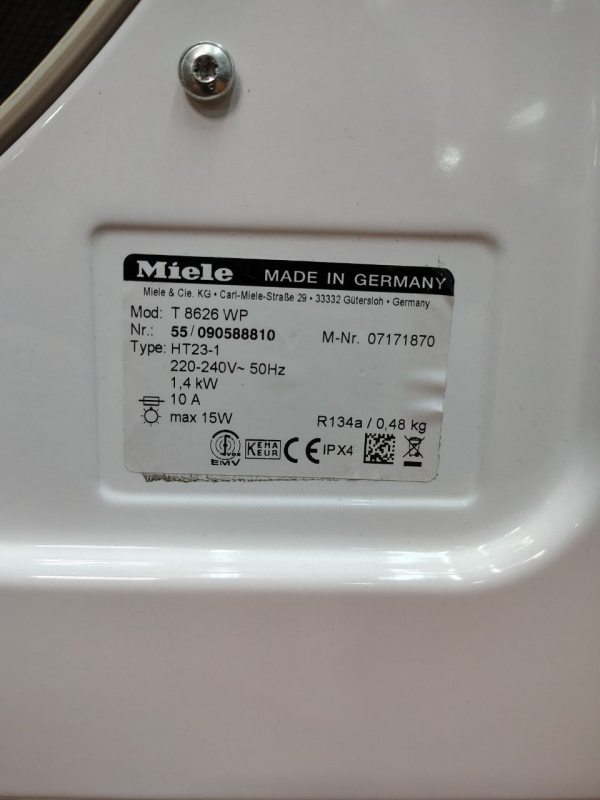 Miele MADE IN GERMANY
Miele & Cie. KG • Carl-Miele-Straße 29 • 33332 Gütersloh • Germany
Mod: T 8626 WP
Nr.: 55/090588810 M-Nr. 07171870
Type: HT23-1
220-240V~ 50Hz
1,4 kW
10 A
max 15W R134a / 0,48 kg
VDE
EMV KEMA KEUR CE IPX4